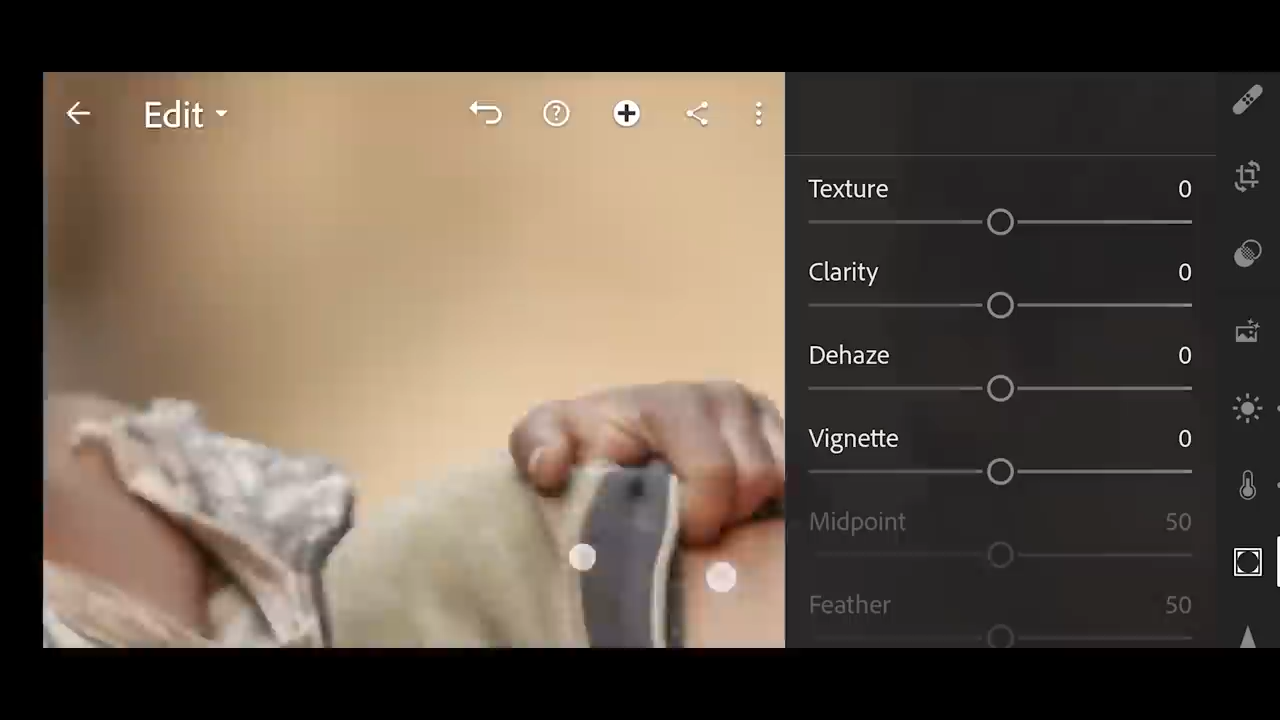 Edit
Texture 0
Clarity 0
Dehaze 0
Vignette 0
Midpoint 50
Feather 50